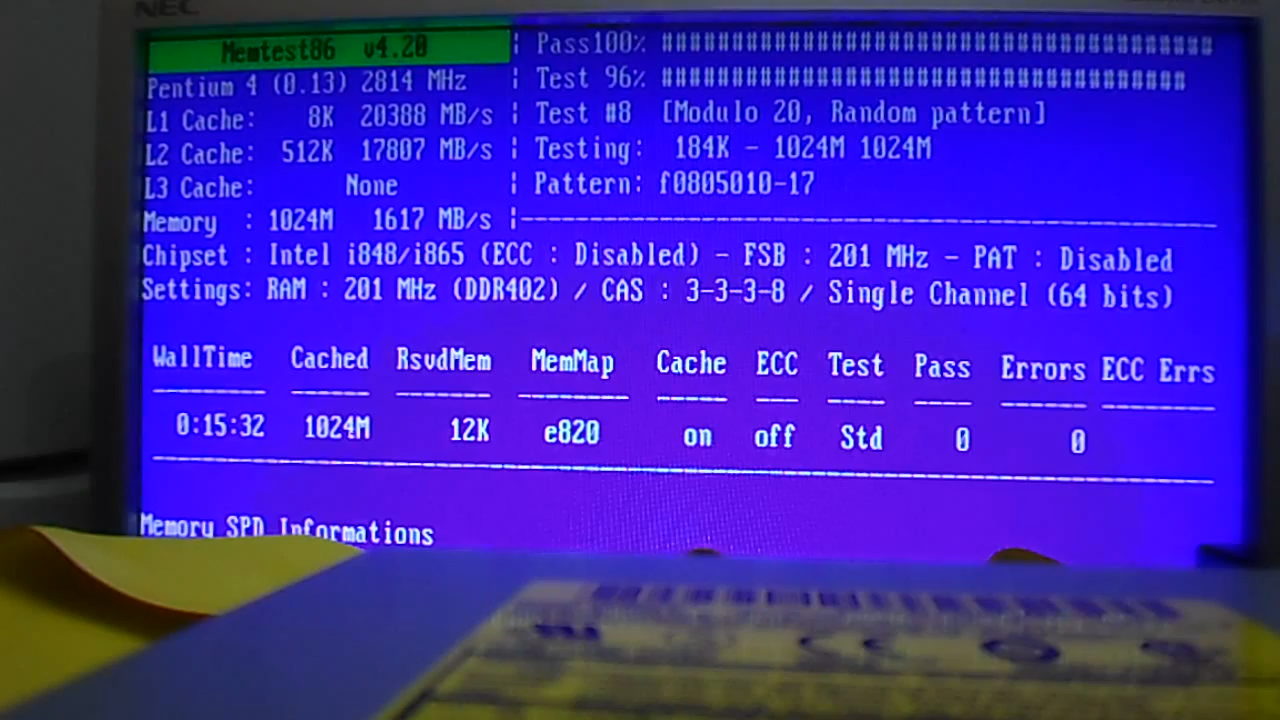 NEC
Memtest86 v4.20 | Pass100% ########################################
Pentium 4 (0.13) 2814 MHz | Test 96% ######################################
L1 Cache: 8K 20388 MB/s | Test #8 [Modulo 20, Random pattern]
L2 Cache: 512K 17807 MB/s | Testing: 184K - 1024M 1024M
L3 Cache: None | Pattern: f0805010-17
Memory : 1024M 1617 MB/s |--------------------------------------------------
Chipset : Intel i848/i865 (ECC : Disabled) - FSB : 201 MHz - PAT : Disabled
Settings: RAM : 201 MHz (DDR402) / CAS : 3-3-3-8 / Single Channel (64 bits)
WallTime Cached RsvdMem MemMap Cache ECC Test Pass Errors ECC Errs
0:15:32 1024M 12K e820 on off Std 0 0
Memory SPD Informations
CE